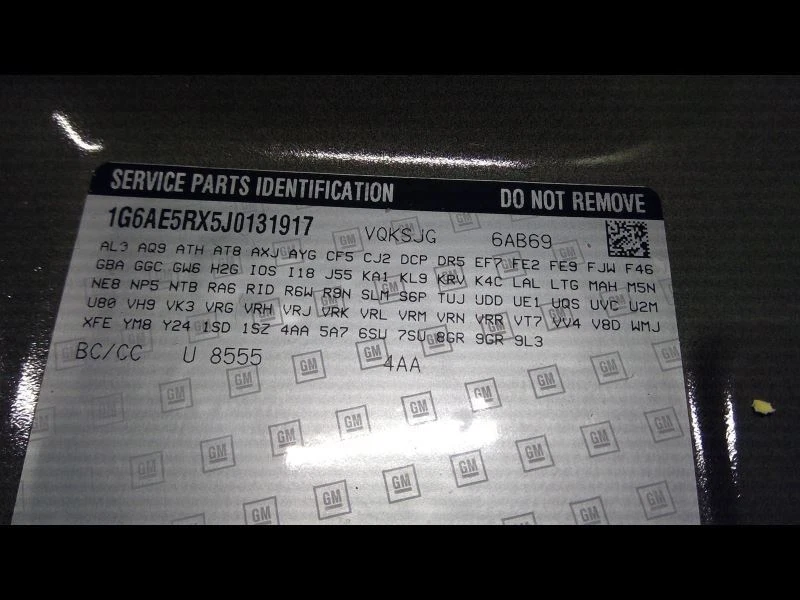 SERVICE PARTS IDENTIFICATION DO NOT REMOVE
1G6AE5RX5J0131917 VQKSJG 6AB69
AL3 AQ9 ATH AT8 AXJ AYG CF5 CJ2 DCP DR5 EF7 FE2 FE9 FJW F46
GBA GGC GW6 H2G IOS I18 J55 KA1 KL9 KRV K4C LAL LTG MAH M5N
NE8 NP5 NTB RA6 RID R6W R9N SLM S6P TUJ UDD UE1 UQS UVC U2M
U80 VH9 VK3 VRG VRH VRJ VRK VRL VRM VRN VRR VT7 VV4 V8D WMJ
XFE YM8 Y24 1SD 1SZ 4AA 5A7 6SU 7SU 8GR 9GR 9L3
BC/CC U 8555 4AA
GM